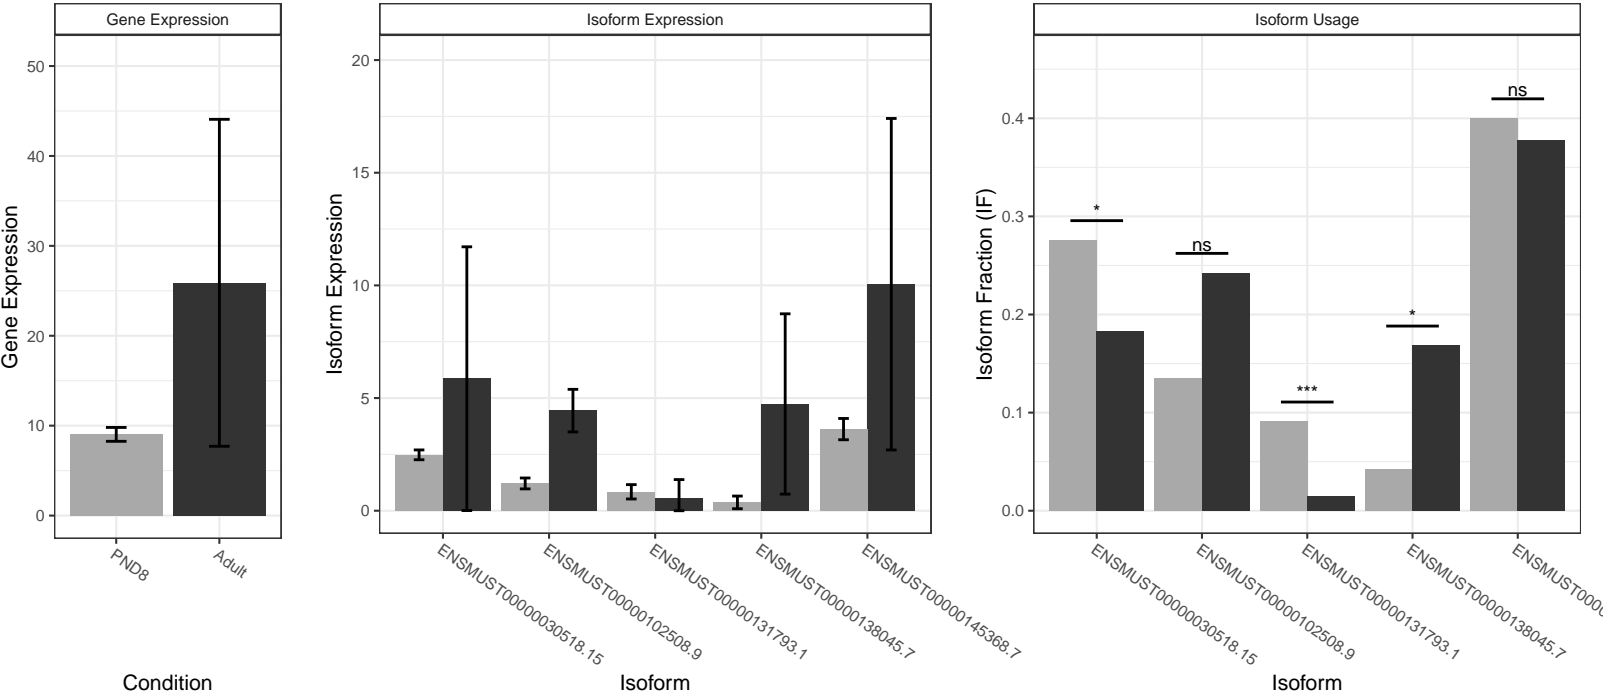 Gene Expression
Isoform Expression
Isoform Usage
Gene Expression
50
40
30
20
10
0
PND8
Adult
Condition
Isoform Expression
20
15
10
5
0
ENSMUST00000030518.15
ENSMUST00000102508.9
ENSMUST00000131793.1
ENSMUST00000138045.7
ENSMUST00000145368.7
Isoform
Isoform Fraction (IF)
0.4
0.3
0.2
0.1
0.0
*
ns
***
*
ns
ENSMUST00000030518.15
ENSMUST00000102508.9
ENSMUST00000131793.1
ENSMUST00000138045.7
Isoform